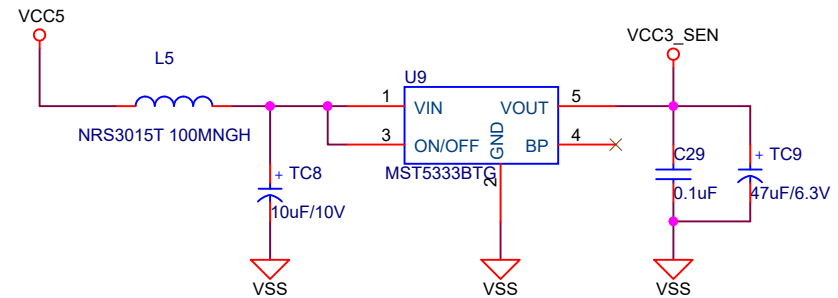 VCC5
VCC3_SEN
L5
U9
1
VIN
VOUT
5
NRS3015T 100MNGH
3
ON/OFF
GND
BP
4
+ TC8
MST5333BTG
2
C29
+ TC9
10uF/10V
0.1uF
47uF/6.3V
VSS
VSS
VSS